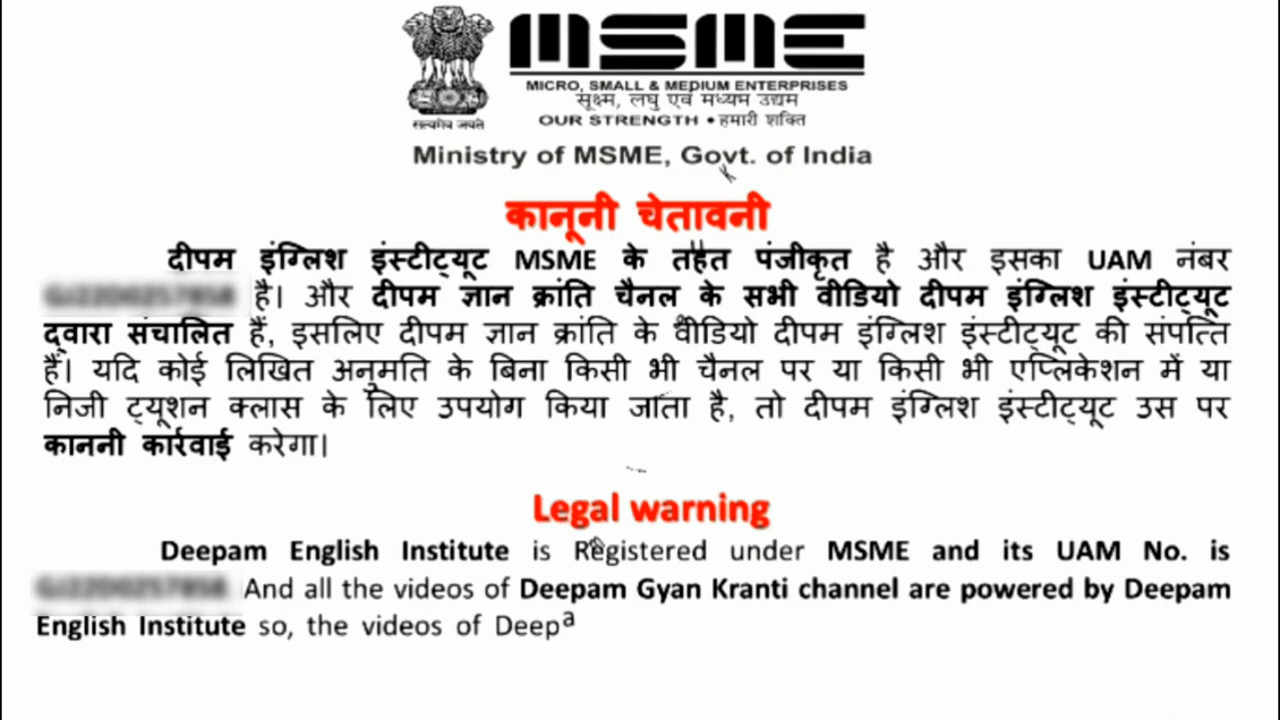 सत्यमेव जयते
MSME
MICRO, SMALL & MEDIUM ENTERPRISES
सूक्ष्म, लघु एवं मध्यम उद्यम
OUR STRENGTH • हमारी शक्ति
Ministry of MSME, Govt. of India
कानूनी चेतावनी
दीपम इंग्लिश इंस्टीट्यूट MSME के तहत पंजीकृत है और इसका UAM नंबर
है। और दीपम ज्ञान क्रांति चैनल के सभी वीडियो दीपम इंग्लिश इंस्टीट्यूट
द्वारा संचालित हैं, इसलिए दीपम ज्ञान क्रांति के वीडियो दीपम इंग्लिश इंस्टीट्यूट की संपत्ति
हैं। यदि कोई लिखित अनुमति के बिना किसी भी चैनल पर या किसी भी एप्लिकेशन में या
निजी ट्यूशन क्लास के लिए उपयोग किया जाता है, तो दीपम इंग्लिश इंस्टीट्यूट उस पर
काननी कार्रवाई करेगा।
Legal warning
Deepam English Institute is Registered under MSME and its UAM No. is
And all the videos of Deepam Gyan Kranti channel are powered by Deepam
English Institute so, the videos of Deepa